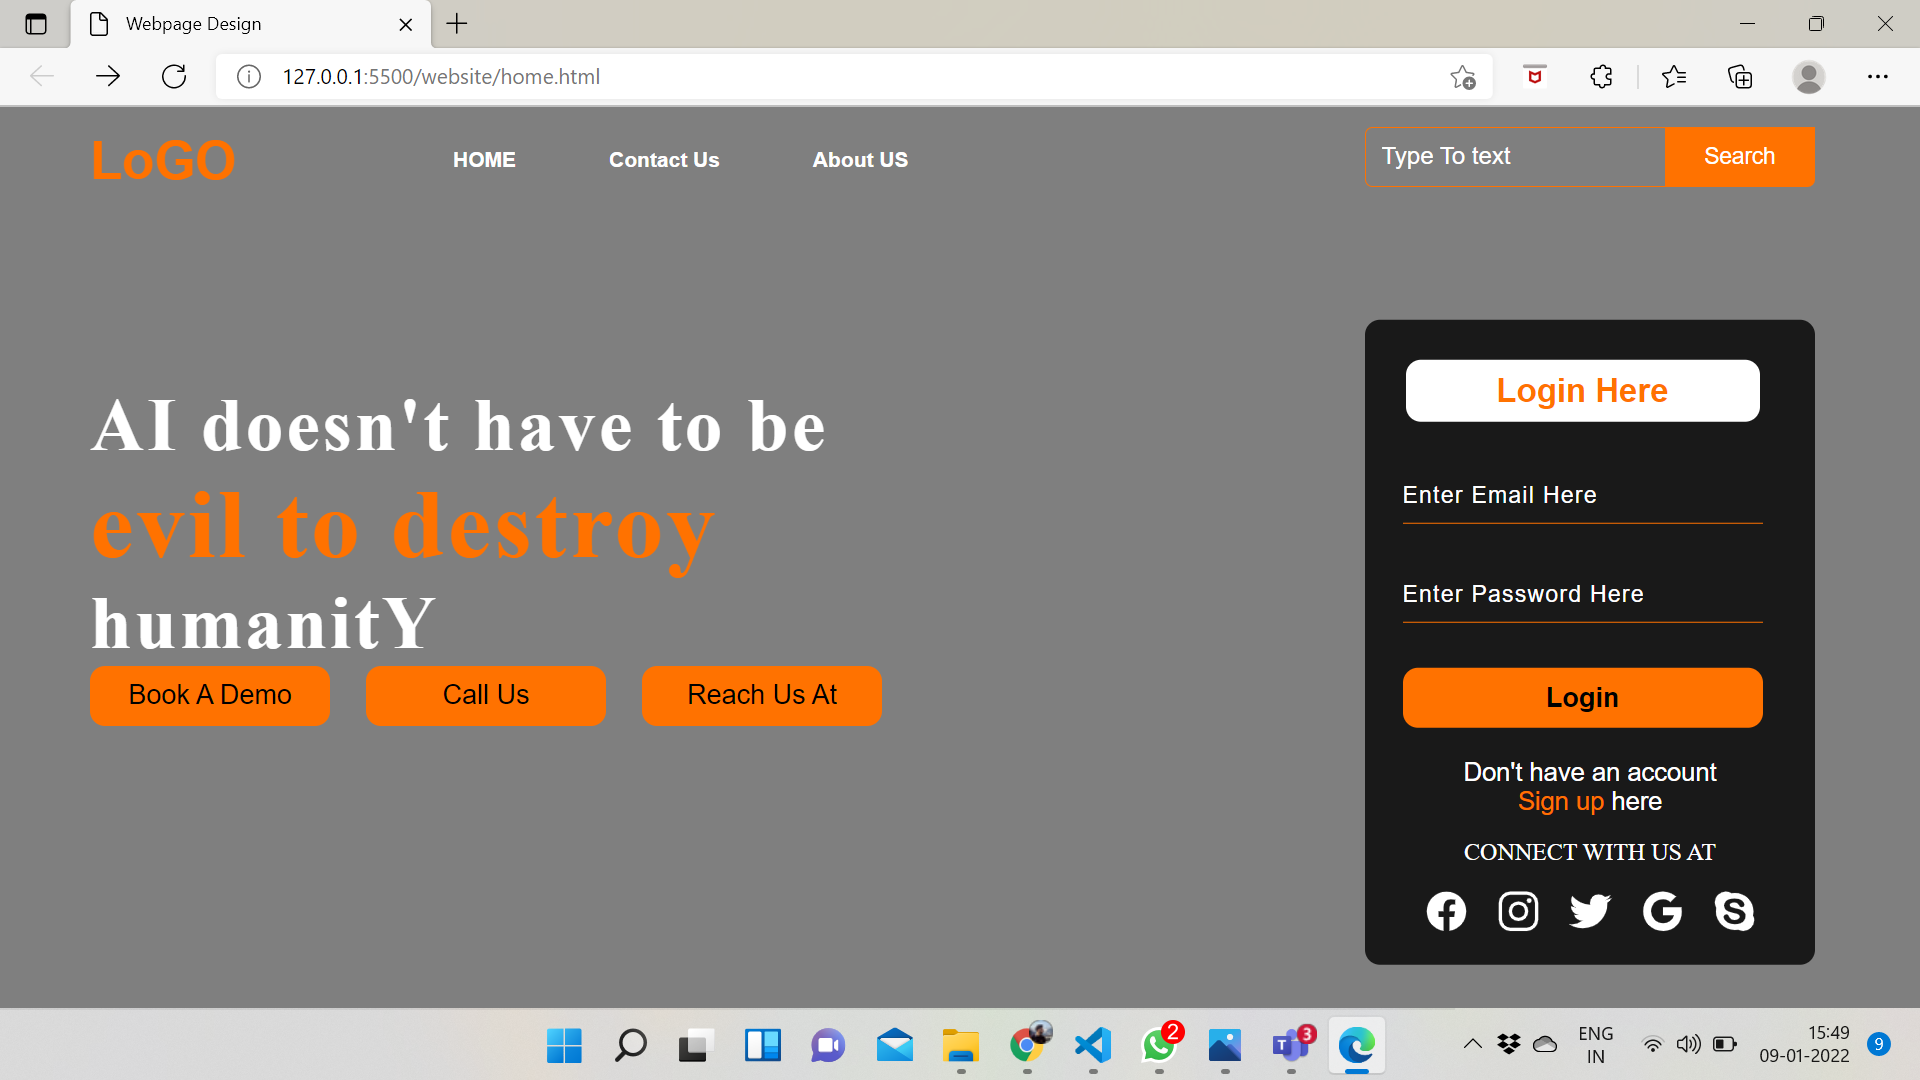 Webpage Design
127.0.0.1:5500/website/home.html
LoGO
HOME
Contact Us
About US
Type To text
Search
AI doesn't have to be
evil to destroy
humanitY
Book A Demo
Call Us
Reach Us At
Login Here
Enter Email Here
Enter Password Here
Login
Don't have an account
Sign up here
CONNECT WITH US AT
2
3
ENG
IN
15:49
09-01-2022
9